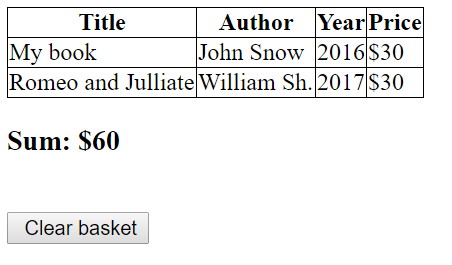 Title Author Year Price
My book John Snow 2016 $30
Romeo and Julliate William Sh. 2017 $30
Sum: $60
Clear basket